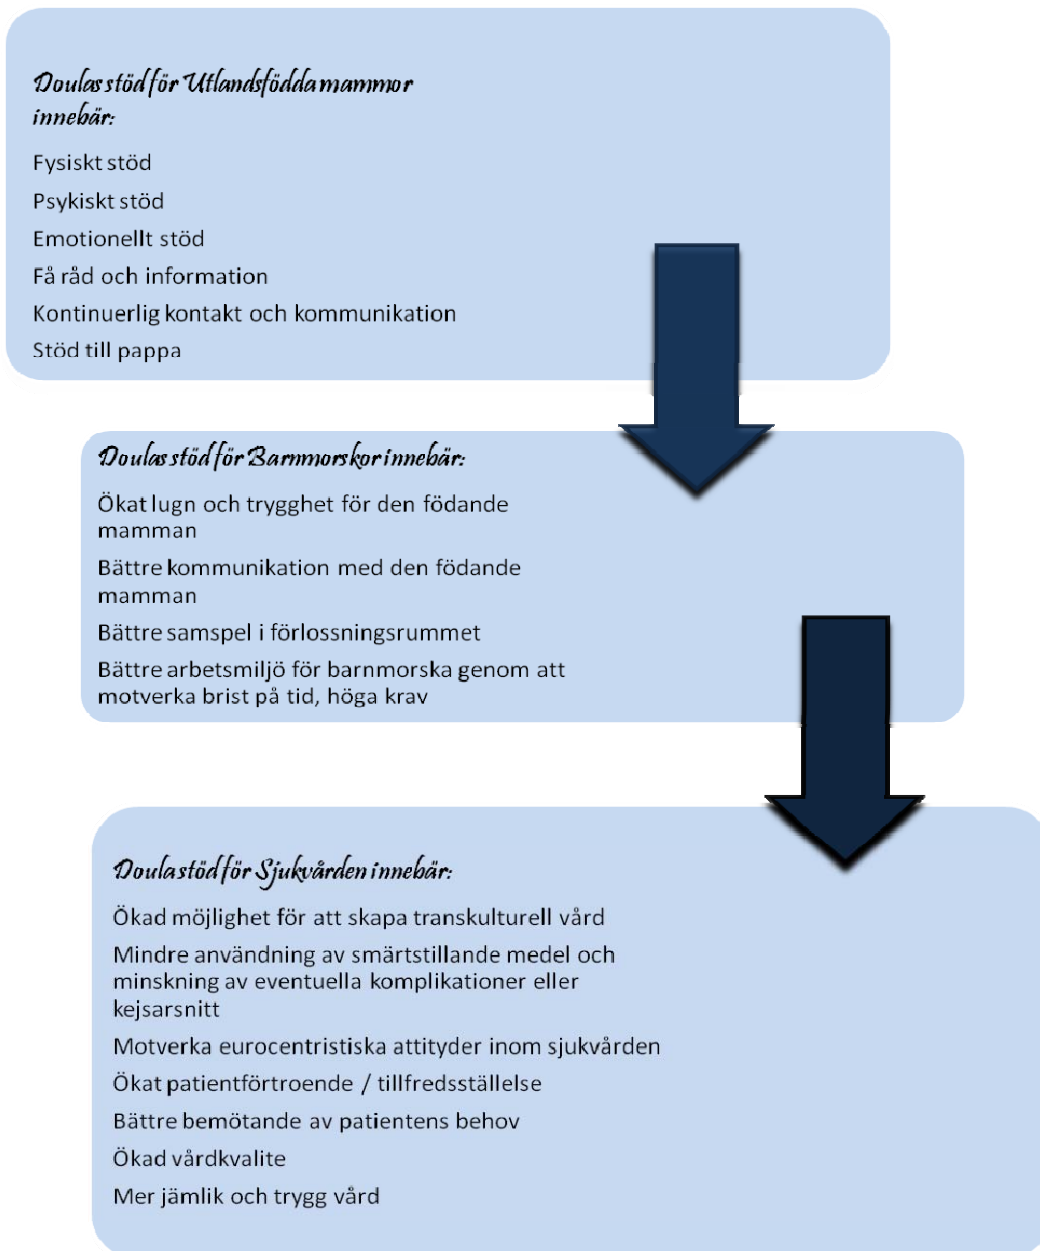 Doulas stöd för Utlandsfödda mammor
innebär:
Fysiskt stöd
Psykiskt stöd
Emotionellt stöd
Få råd och information
Kontinuerlig kontakt och kommunikation
Stöd till pappa
Doulas stöd för Barnmorskor innebär:
Ökat lugn och trygghet för den födande
mamman
Bättre kommunikation med den födande
mamman
Bättre samspel i förlossningsrummet
Bättre arbetsmiljö för barnmorska genom att
motverka brist på tid, höga krav
Doulastöd för Sjukvården innebär:
Ökad möjlighet för att skapa transkulturell vård
Mindre användning av smärtstillande medel och
minskning av eventuella komplikationer eller
kejsarsnitt
Motverka eurocentristiska attityder inom sjukvården
Ökat patientförtroende / tillfredsställelse
Bättre bemötande av patientens behov
Ökad vårdkvalite
Mer jämlik och trygg vård